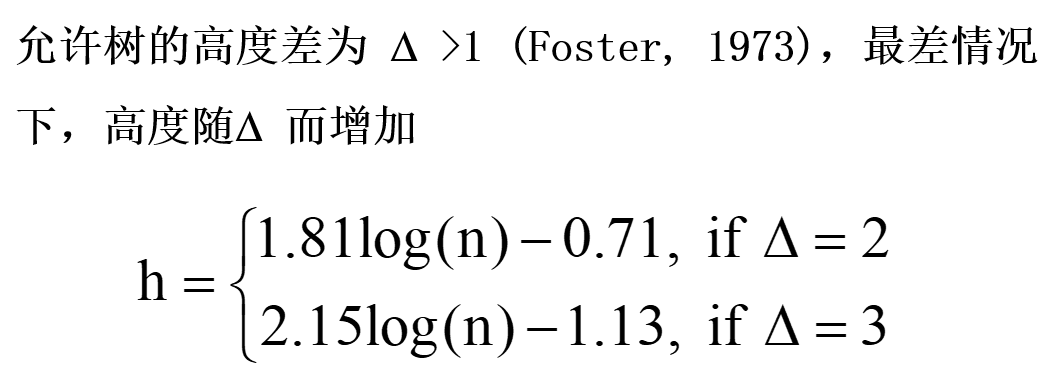 允许树的高度差为 Δ >1 (Foster, 1973)，最差情况
下，高度随Δ 而增加
h = { 1.81log(n) − 0.71, if Δ = 2
2.15log(n) − 1.13, if Δ = 3